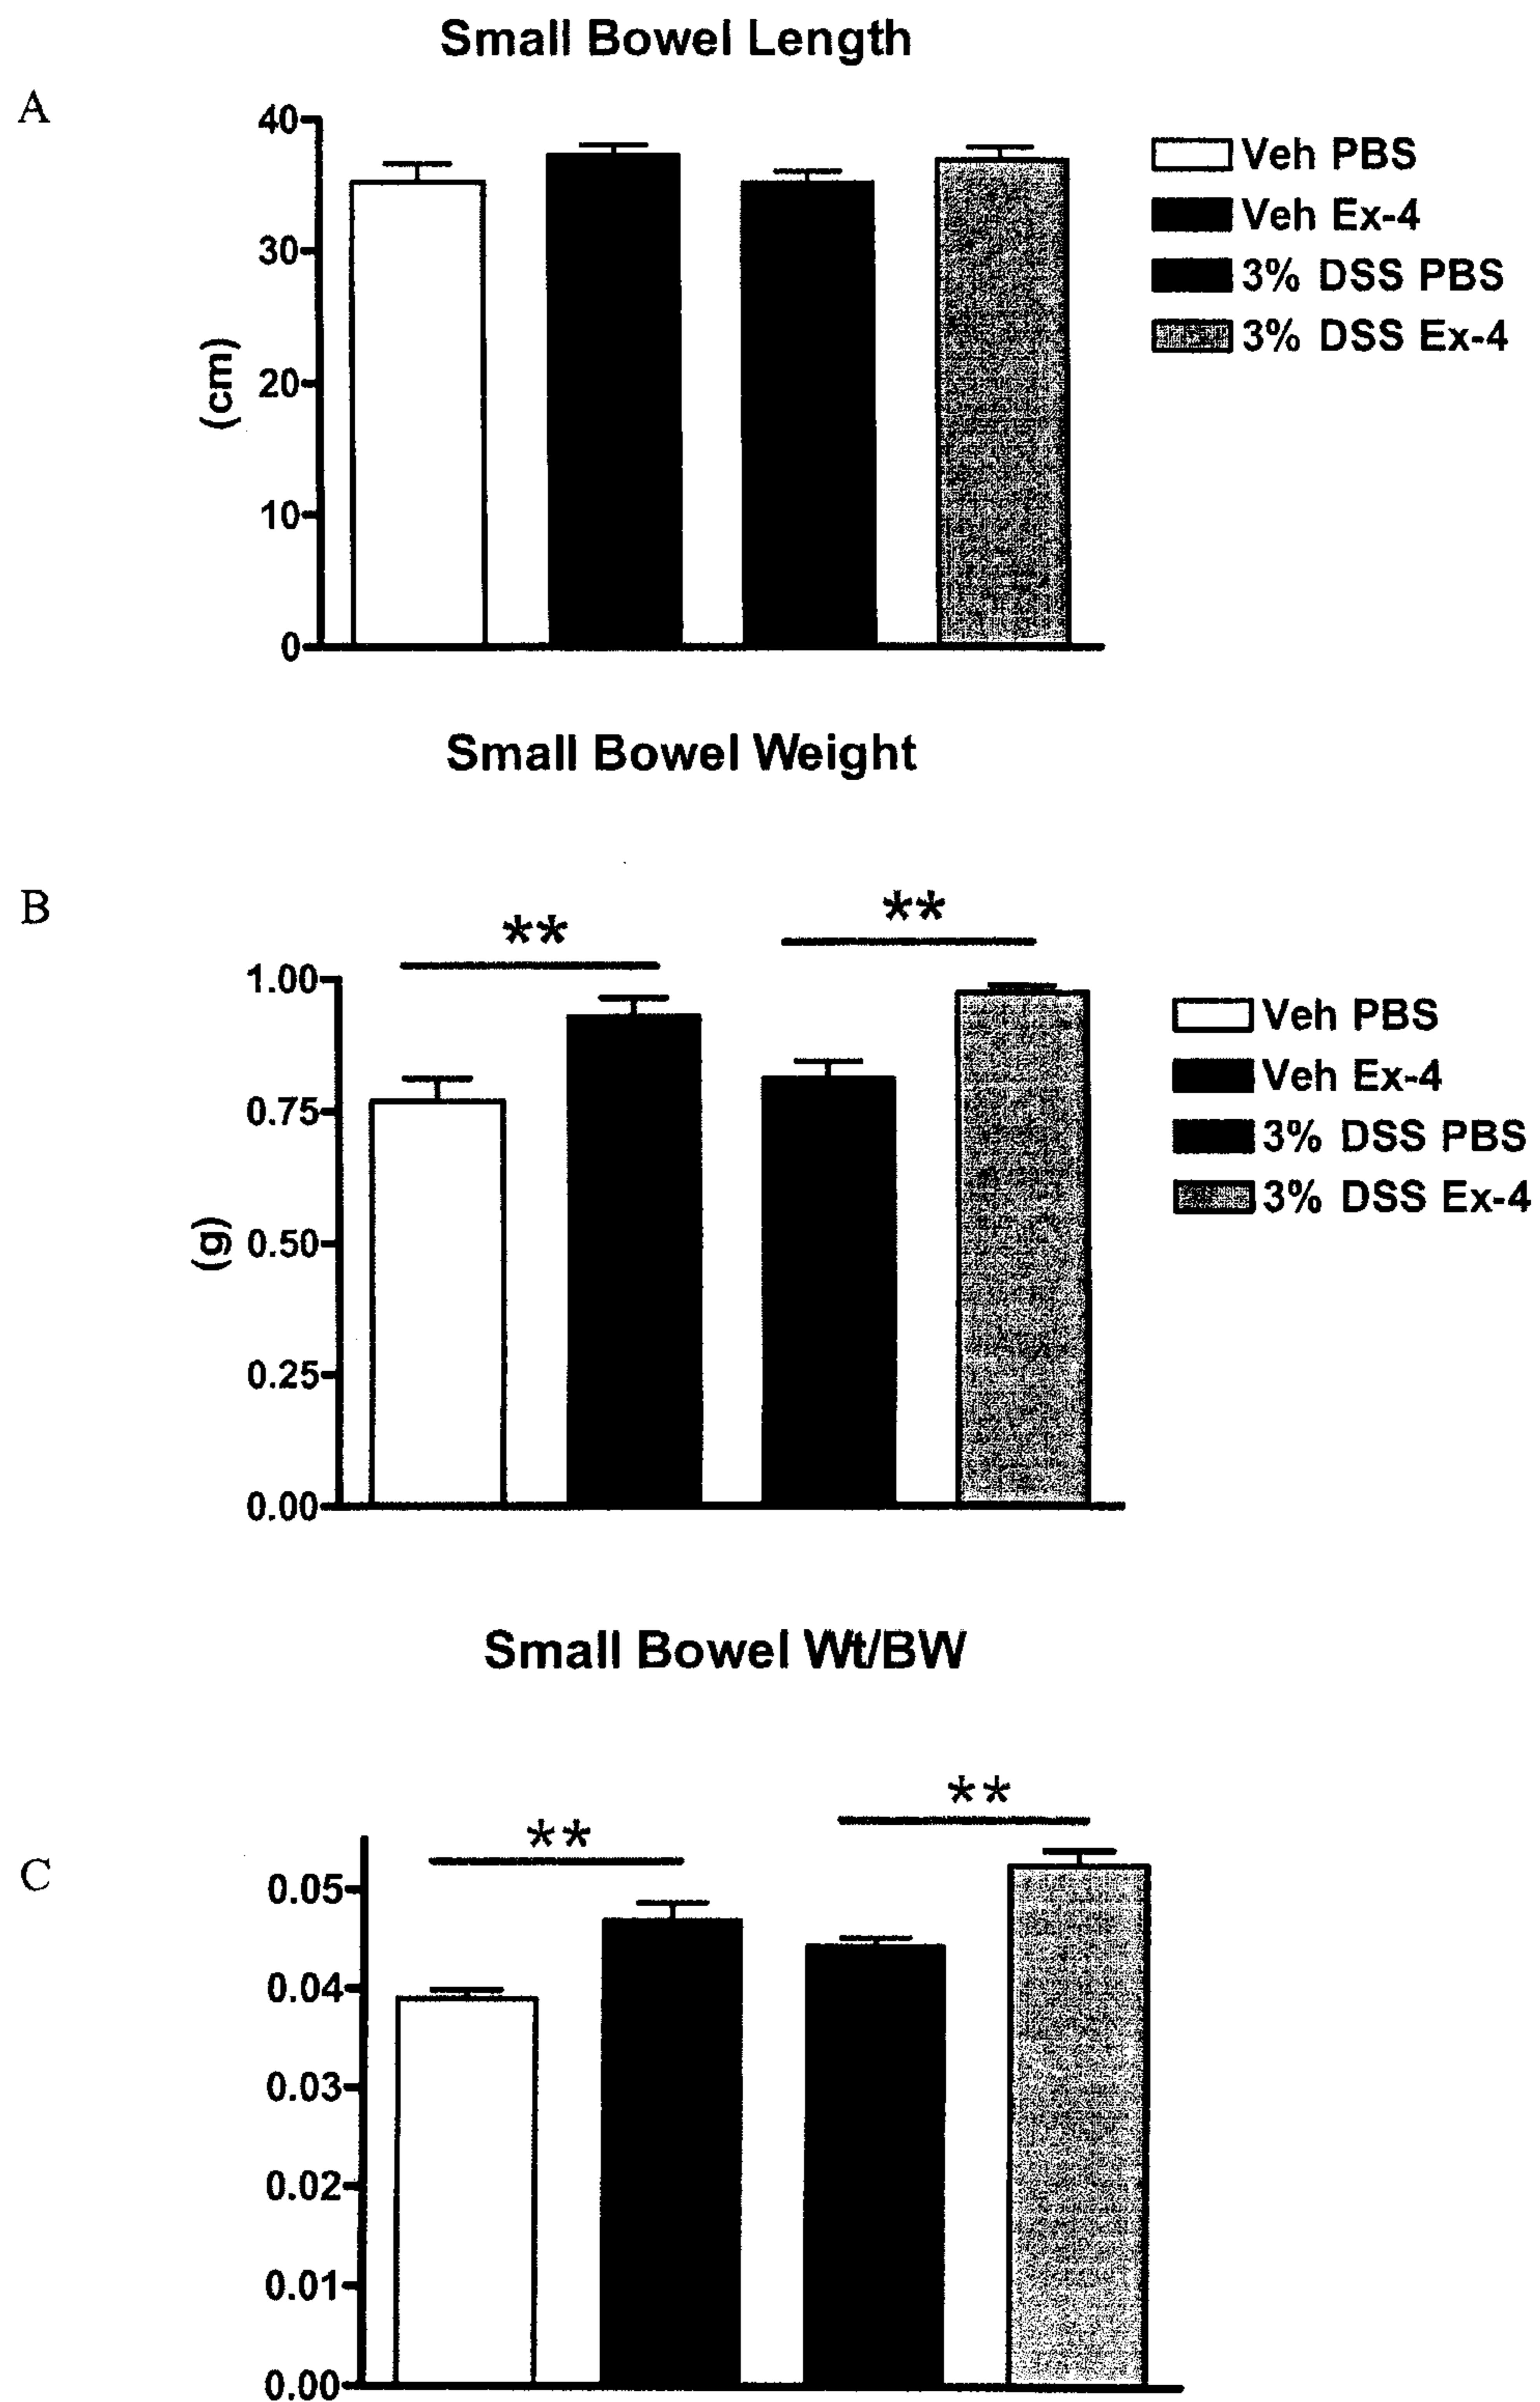 Small Bowel Length
A
40
30
20
10
0
(cm)
Veh PBS
Veh Ex-4
3% DSS PBS
3% DSS Ex-4
Small Bowel Weight
B
** **
1.00
0.75
0.50
0.25
0.00
(g)
Veh PBS
Veh Ex-4
3% DSS PBS
3% DSS Ex-4
Small Bowel Wt/BW
C
** **
0.05
0.04
0.03
0.02
0.01
0.00